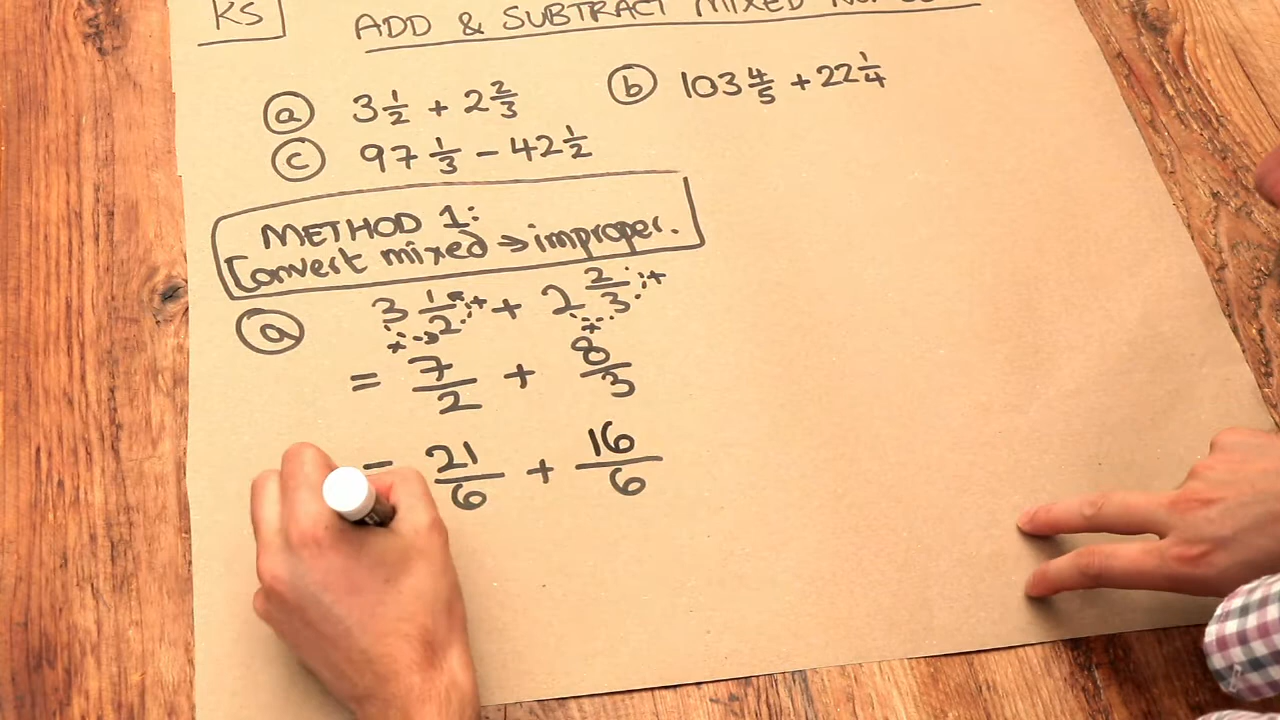 KS ADD & SUBTRACT MIXED
ⓐ 3 1/2 + 2 2/3 ⓑ 103 4/5 + 22 1/4
ⓒ 97 1/3 - 42 1/2
METHOD 1:
Convert mixed → improper.
ⓐ 3 1/2 + 2 2/3
= 7/2 + 8/3
= 21/6 + 16/6